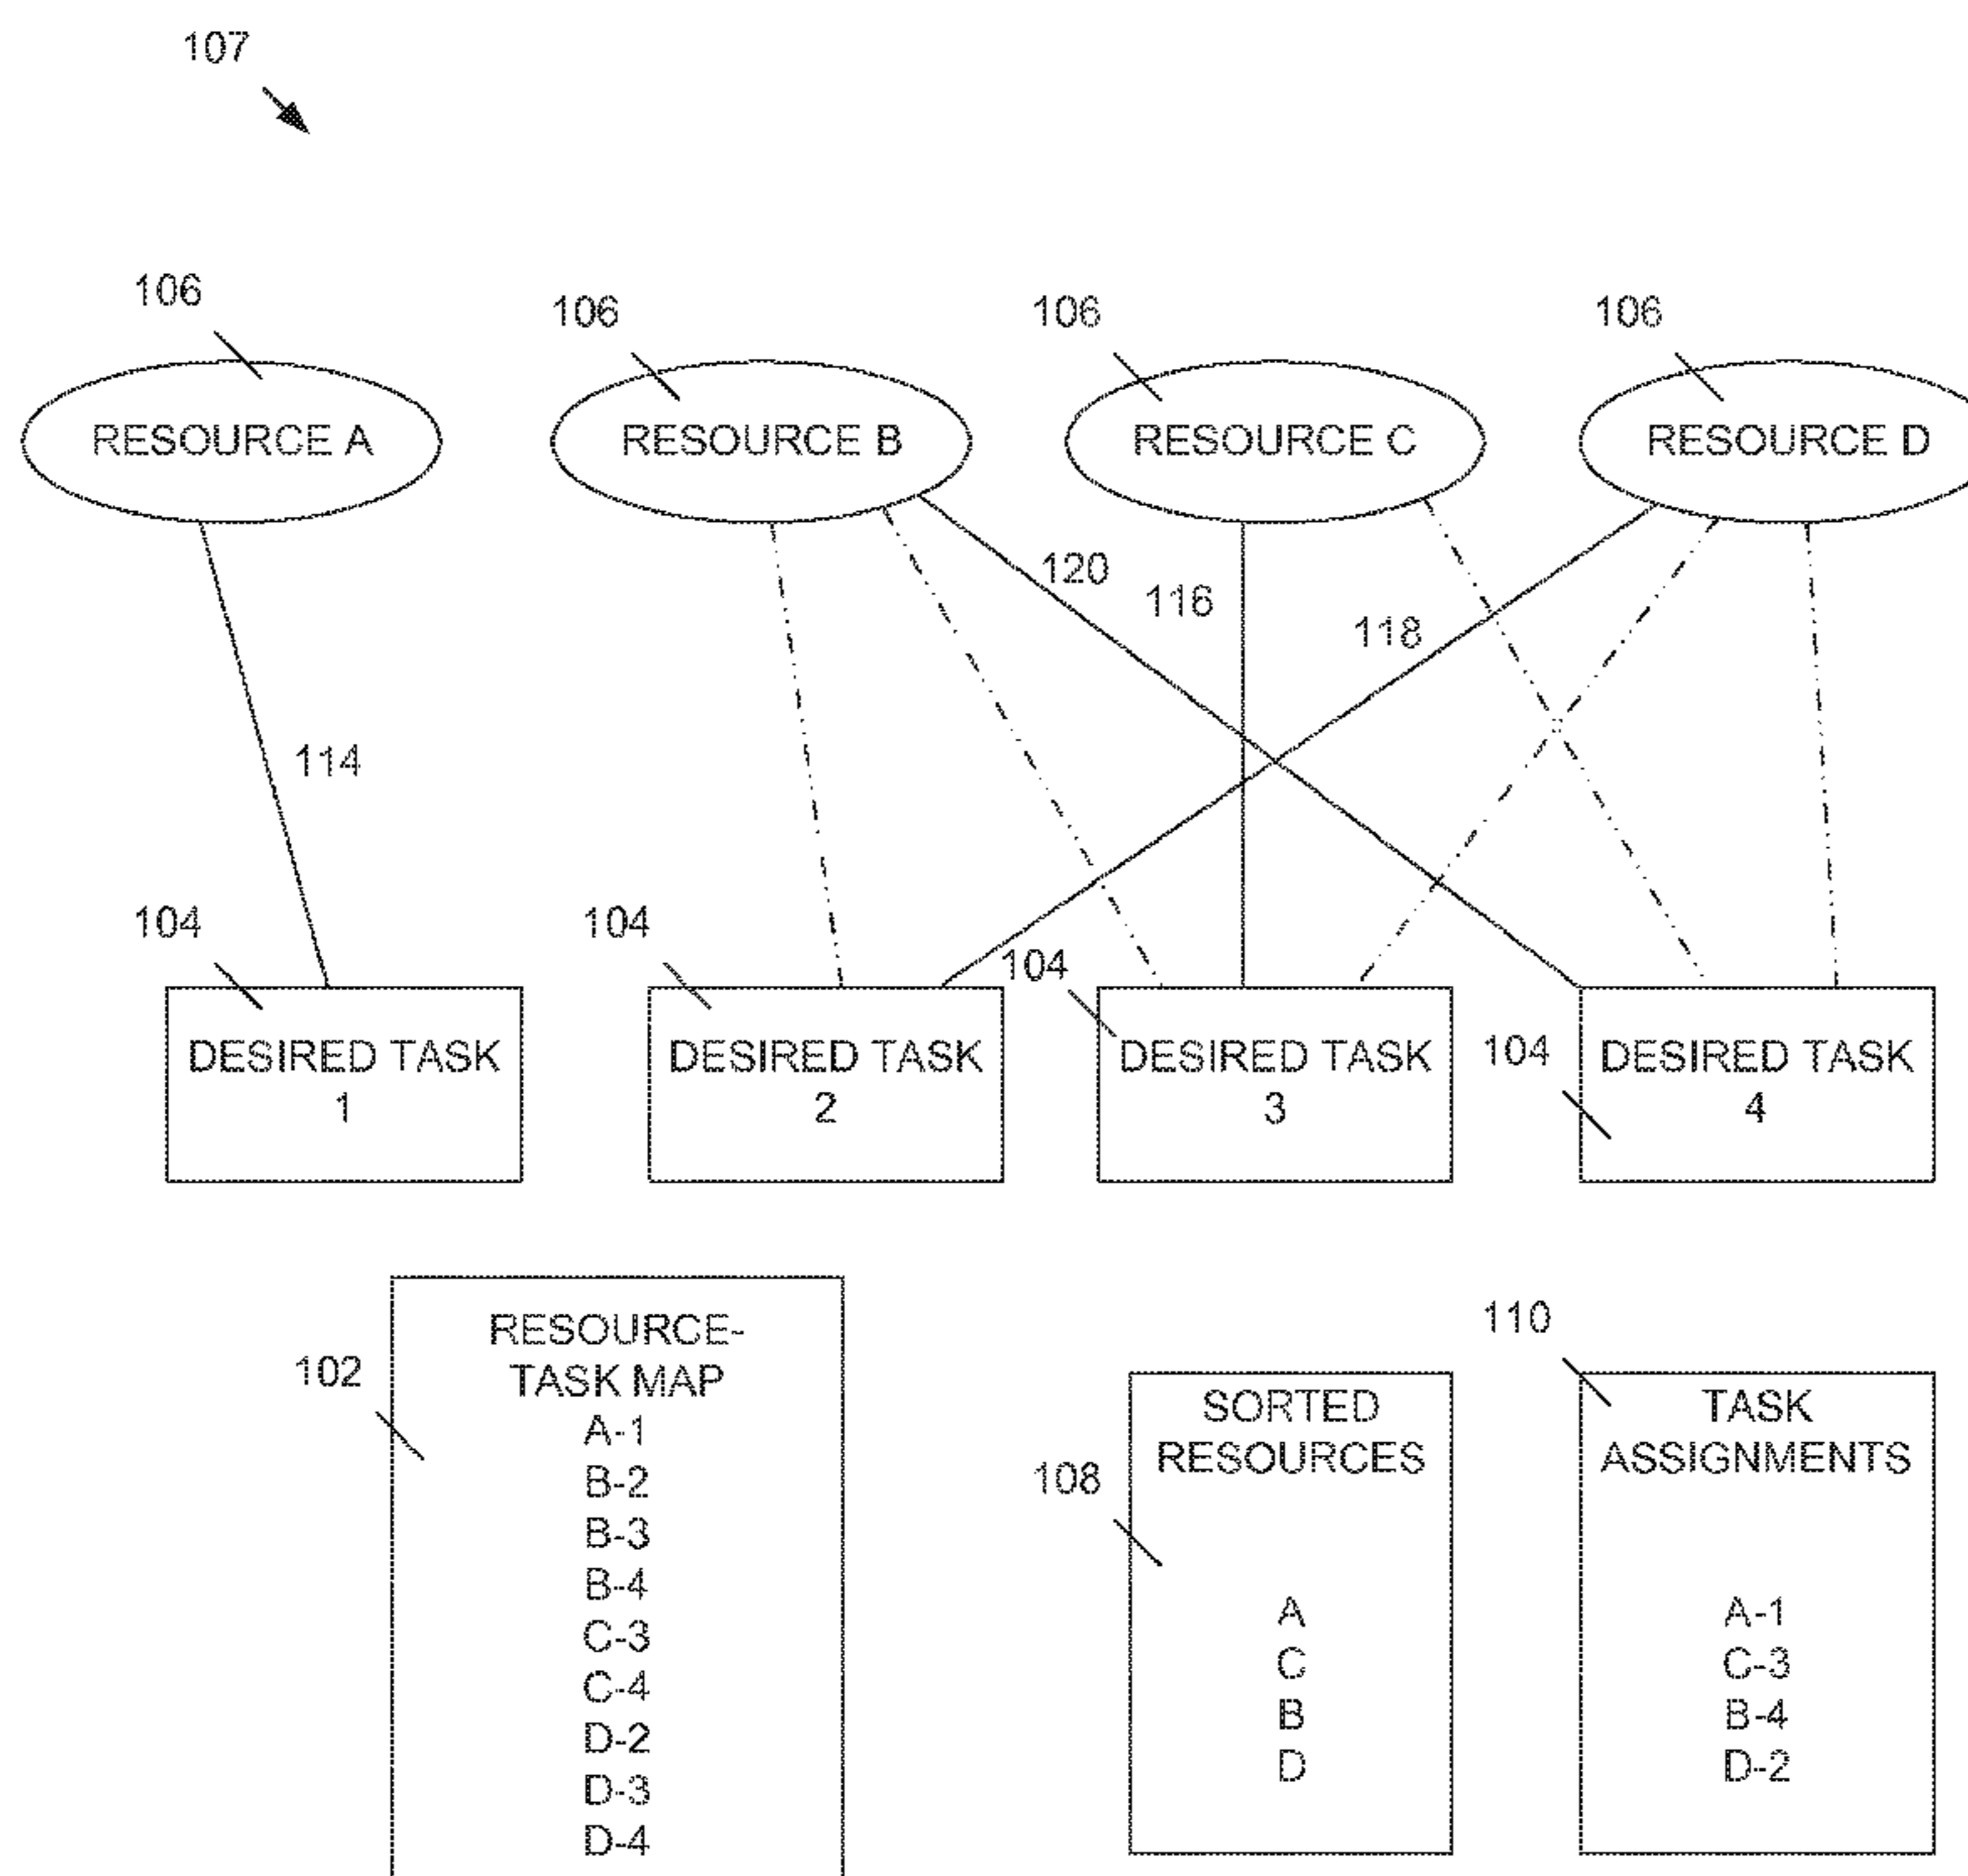 107
106
106
106
106
RESOURCE A
RESOURCE B
RESOURCE C
RESOURCE D
120
116
118
114
104
104
104
DESIRED TASK
1
DESIRED TASK
2
DESIRED TASK
3
104
DESIRED TASK
4
102
RESOURCE-
TASK MAP
A-1
B-2
B-3
B-4
C-3
C-4
D-2
D-3
D-4
108
SORTED
RESOURCES
A
C
B
D
110
TASK
ASSIGNMENTS
A-1
C-3
B-4
D-2